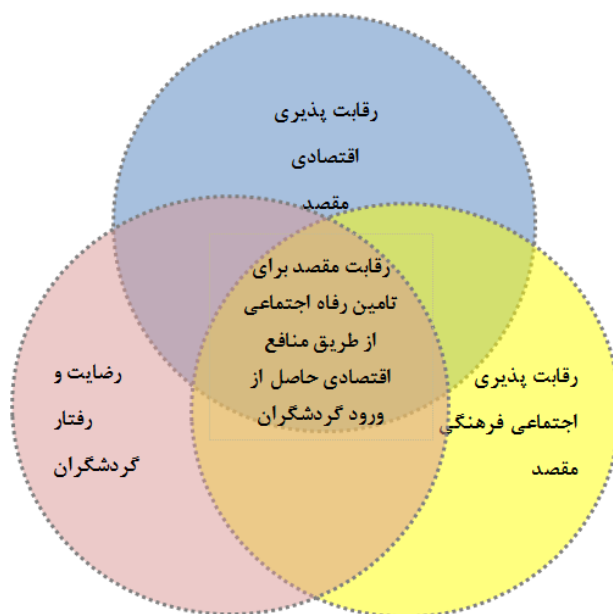 رقابت پذیری
اقتصادی
مقصد
رقابت مقصد برای
تامین رفاه اجتماعی
از طریق منافع
اقتصادی حاصل از
ورود گردشگران
رقابت پذیری
اجتماعی فرهنگی
مقصد
رضایت و
رفتار
گردشگران